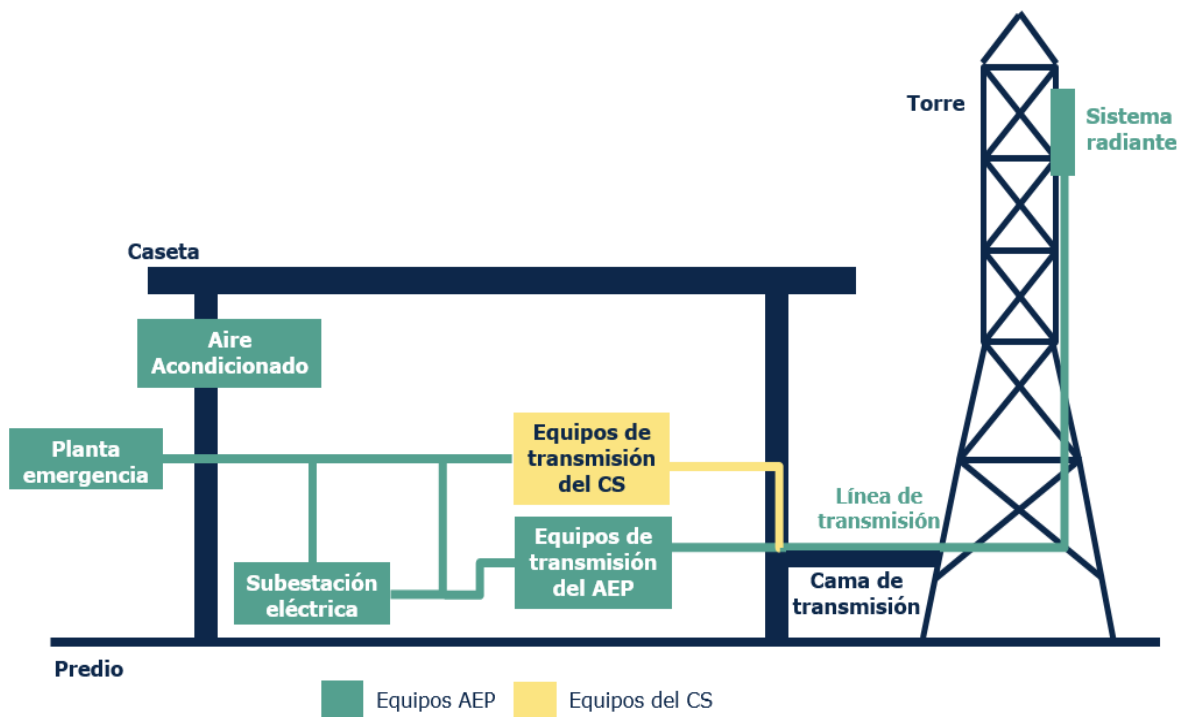 Torre
Sistema
radiante
Caseta
Aire
Acondicionado
Planta
emergencia
Equipos de
transmisión
del CS
Línea de
transmisión
Equipos de
transmisión
del AEP
Subestación
eléctrica
Cama de
transmisión
Predio
Equipos AEP
Equipos del CS